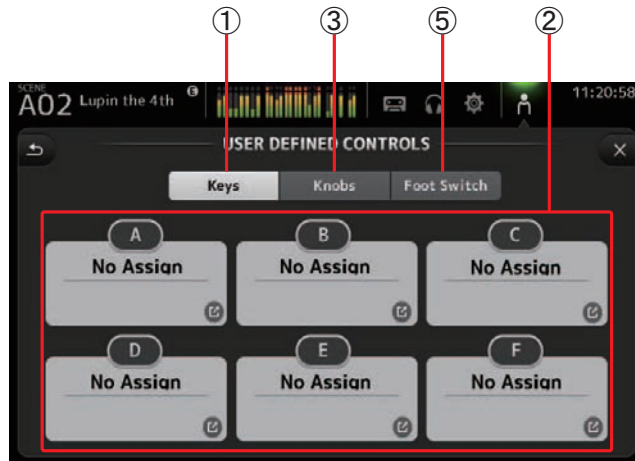 ① ③ ⑤ ②
SCENE
A02 Lupin the 4th E 11:20:58
USER DEFINED CONTROLS
Keys Knobs Foot Switch
A B C
No Assign No Assign No Assign
D E F
No Assign No Assign No Assign